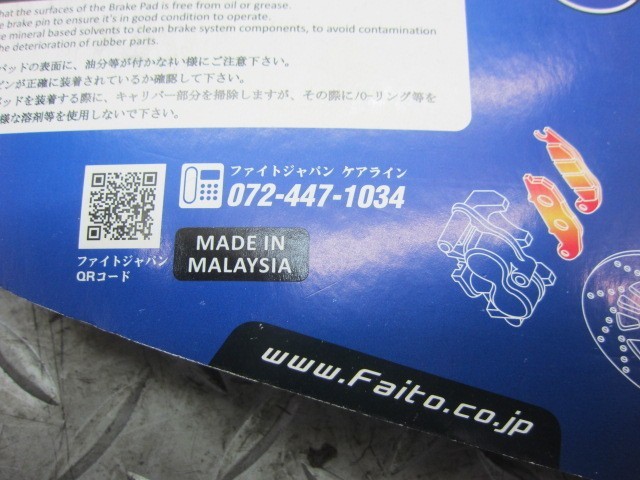 hat the surfaces of the Brake Pad is free from oil or grease.
e brake pin to ensure it's in good condition to operate.
e mineral based solvents to clean brake system components, to avoid contamination
the deterioration of rubber parts.
パッドの表面に、油分等が付かない様にご注意下さい。
ピンが正確に装着されているか確認して下さい。
パッドを装着する際に、キャリパー部分を掃除しますが、その際にパーリング等を
様な溶剤等を使用しないで下さい。
ファイトジャパン ケアライン
072-447-1034
MADE IN
MALAYSIA
ファイトジャパン
QRコード
www.Faito.co.jp